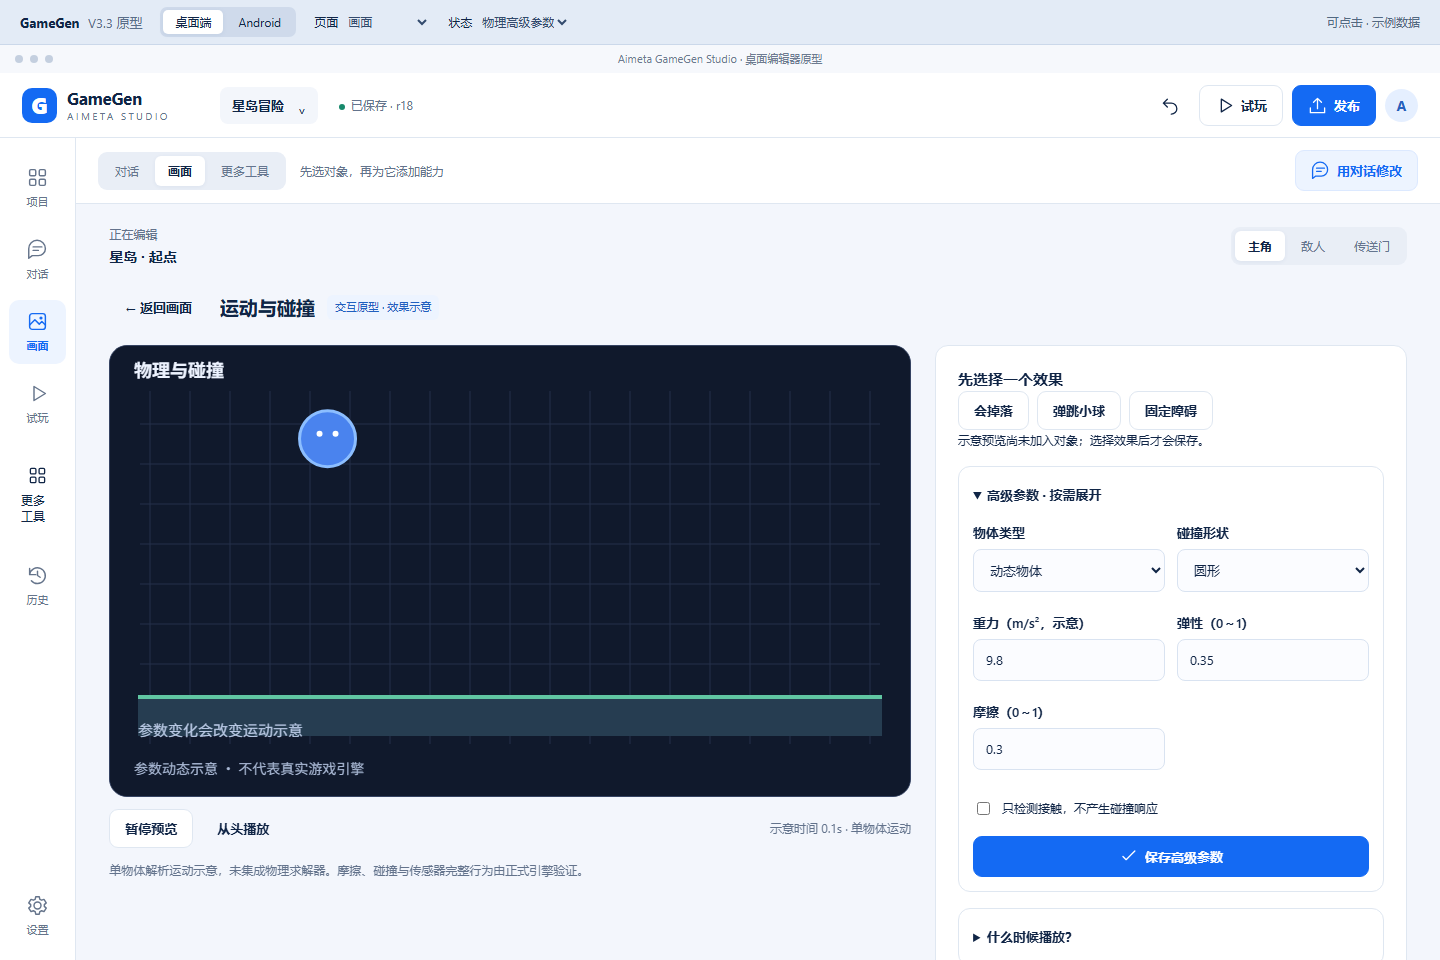 GameGen V3.3 原型 桌面端 Android 页面 画面 状态 物理高级参数 可点击 · 示例数据
Aimeta GameGen Studio · 桌面编辑器原型
G GameGen
AIMETA STUDIO
星岛冒险 已保存 · r18 试玩 发布 A
项目
对话
画面
试玩
更多
工具
历史
设置
对话 画面 更多工具 先选对象，再为它添加能力 用对话修改
正在编辑
星岛 · 起点
主角 敌人 传送门
← 返回画面 运动与碰撞 交互原型 · 效果示意
物理与碰撞
参数变化会改变运动示意
参数动态示意 • 不代表真实游戏引擎
暂停预览 从头播放 示意时间 0.1s · 单物体运动
单物体解析运动示意，未集成物理求解器。摩擦、碰撞与传感器完整行为由正式引擎验证。
先选择一个效果
会掉落 弹跳小球 固定障碍
示意预览尚未加入对象；选择效果后才会保存。
▼ 高级参数 · 按需展开
物体类型 碰撞形状
动态物体 圆形
重力（m/s²，示意） 弹性（0～1）
9.8 0.35
摩擦（0～1）
0.3
只检测接触，不产生碰撞响应
保存高级参数
▶ 什么时候播放？